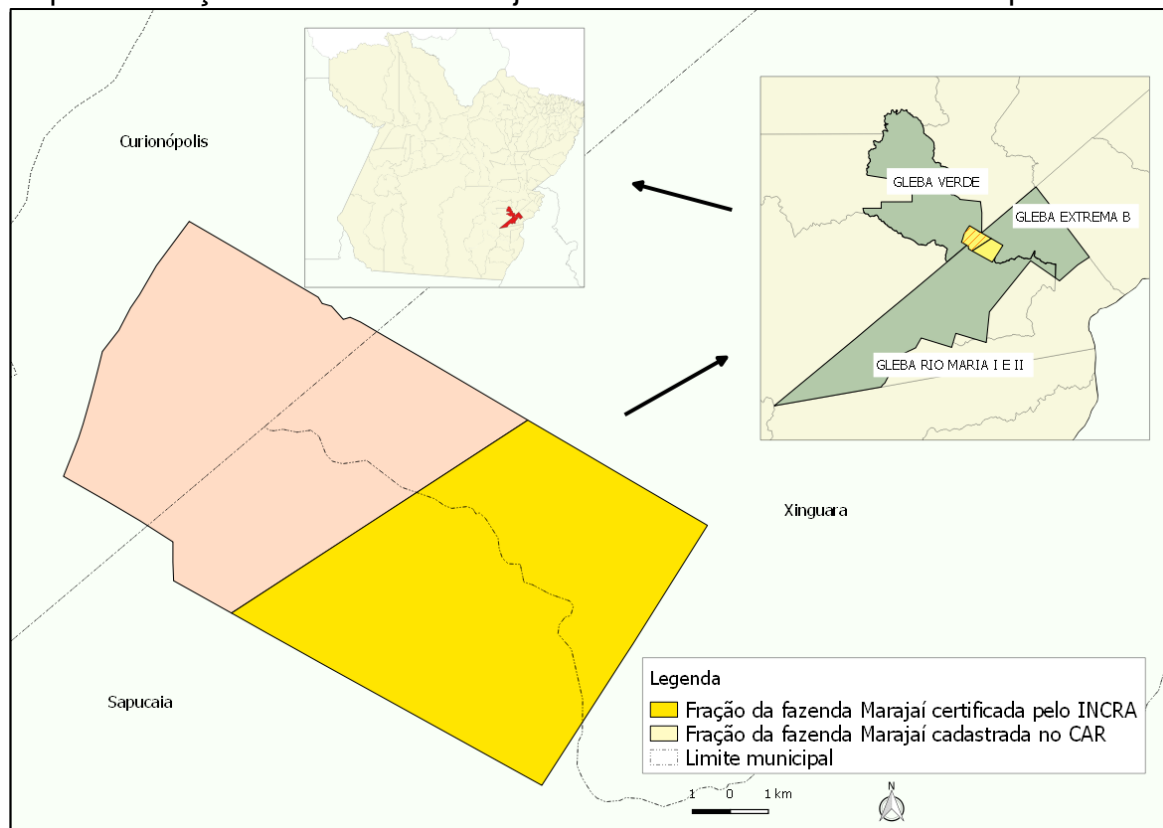 Curionópolis
GLEBA VERDE
GLEBA EXTREMA B
GLEBA RIO MARIA I E II
Xinguara
Sapucaia
Legenda
Fração da fazenda Marajaí certificada pelo INCRA
Fração da fazenda Marajaí cadastrada no CAR
Limite municipal
1 0 1 km
N